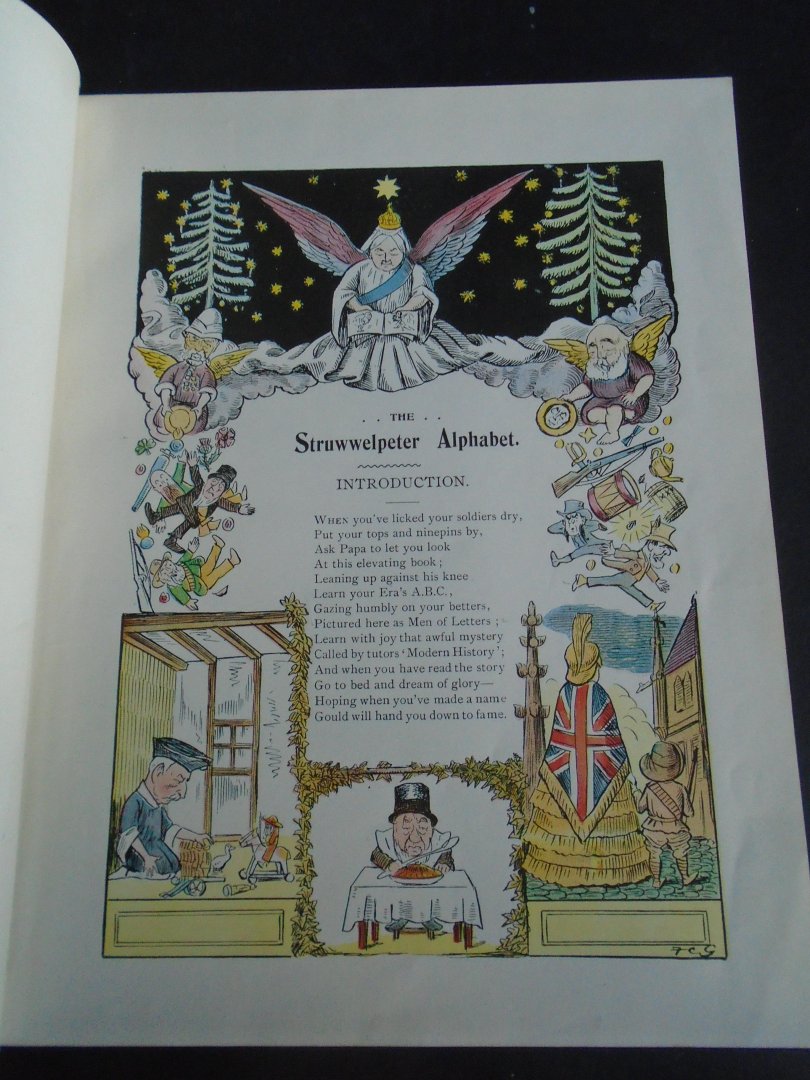 . . THE . .
Struwwelpeter Alphabet.
INTRODUCTION.
WHEN you've licked your soldiers dry,
Put your tops and ninepins by,
Ask Papa to let you look
At this elevating book;
Leaning up against his knee
Learn your Era's A.B.C.,
Gazing humbly on your betters,
Pictured here as Men of Letters;
Learn with joy that awful mystery
Called by tutors 'Modern History';
And when you have read the story
Go to bed and dream of glory—
Hoping when you've made a name
Gould will hand you down to fame.
F C G